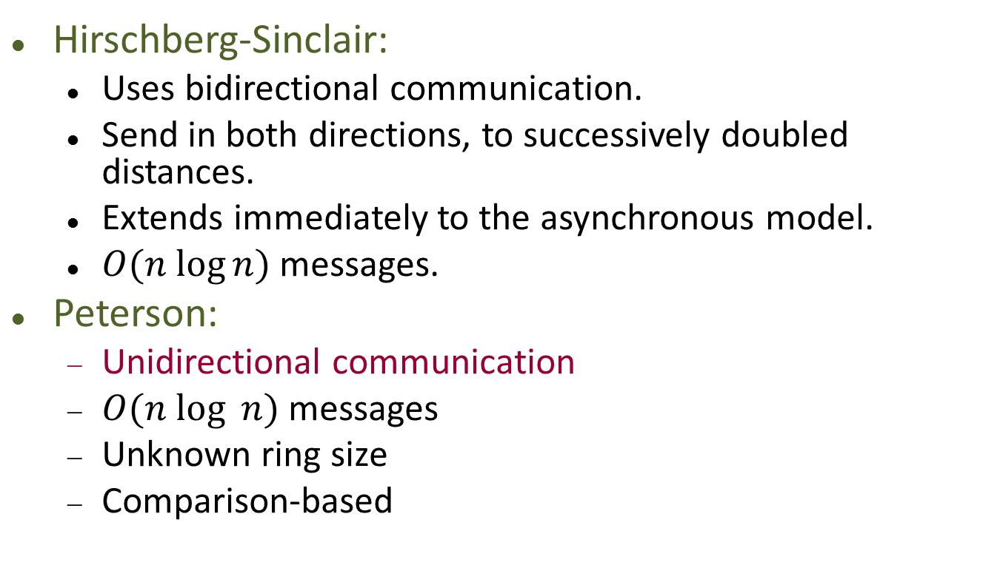 • Hirschberg-Sinclair:
• Uses bidirectional communication.
• Send in both directions, to successively doubled
distances.
• Extends immediately to the asynchronous model.
• O(n log n) messages.
• Peterson:
– Unidirectional communication
– O(n log n) messages
– Unknown ring size
– Comparison-based